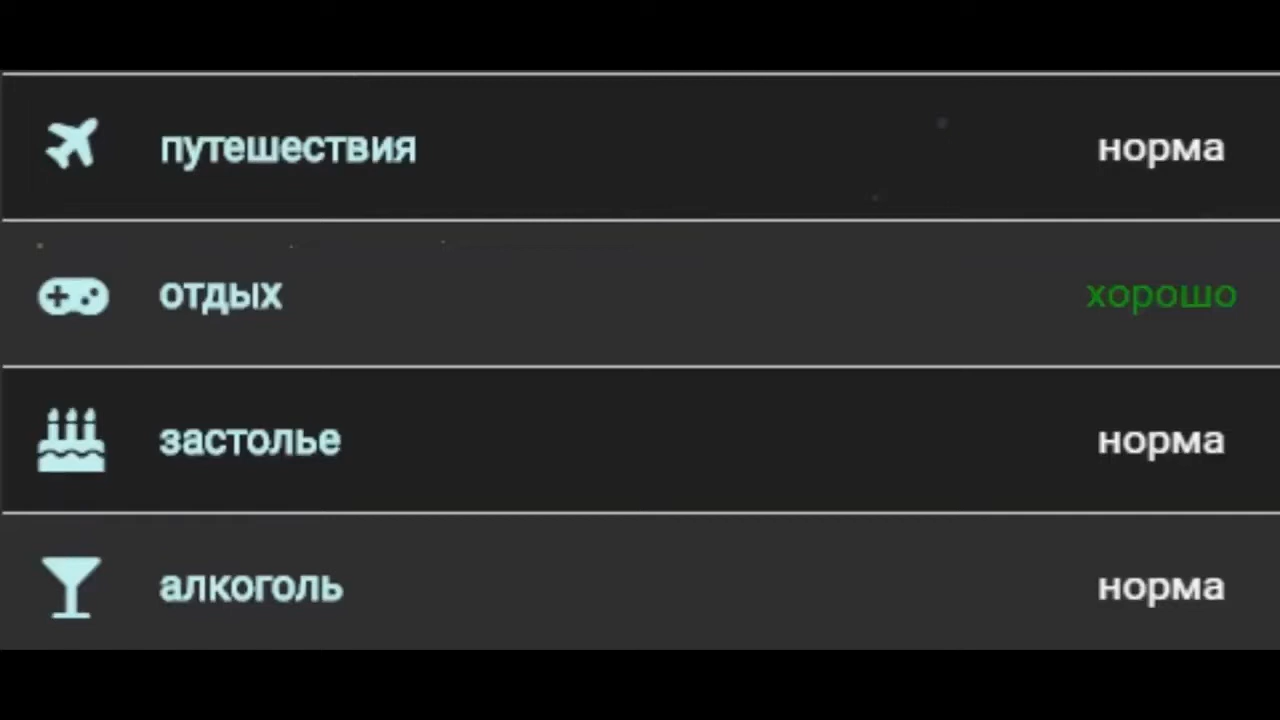 путешествия норма
отдых хорошо
застолье норма
алкоголь норма